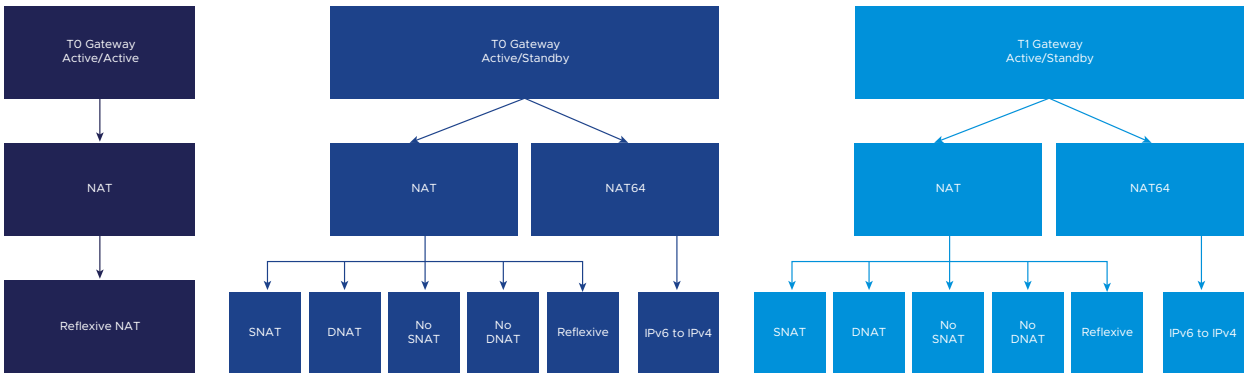 T0 Gateway
Active/Active
T0 Gateway
Active/Standby
T1 Gateway
Active/Standby
NAT
NAT
NAT64
NAT
NAT64
Reflexive NAT
SNAT
DNAT
No
SNAT
No
DNAT
Reflexive
IPv6 to IPv4
SNAT
DNAT
No
SNAT
No
DNAT
Reflexive
IPv6 to IPv4